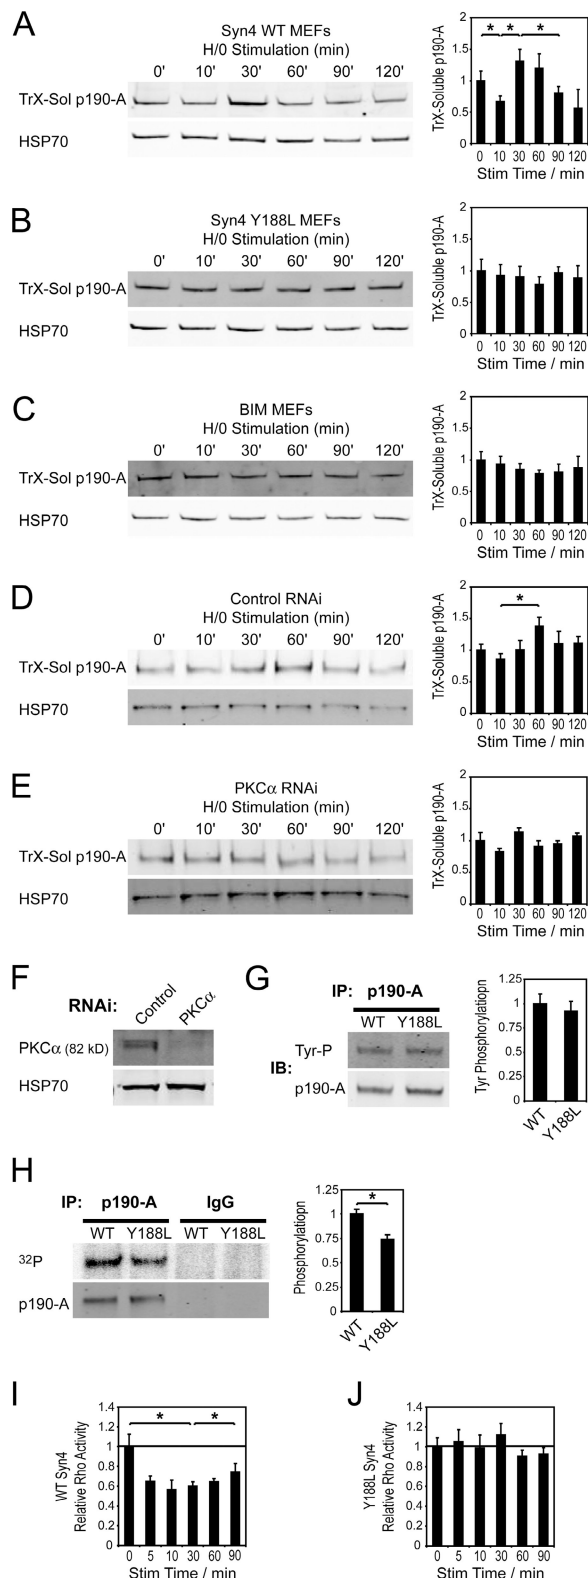 A
Syn4 WT MEFs
H/0 Stimulation (min)
0' 10' 30' 60' 90' 120'
TrX-Sol p190-A
HSP70
TrX-Soluble p190-A
2
1.5
1
0.5
0
* * *
0 10 30 60 90 120
Stim Time / min
B
Syn4 Y188L MEFs
H/0 Stimulation (min)
0' 10' 30' 60' 90' 120'
TrX-Sol p190-A
HSP70
TrX-Soluble p190-A
2
1.5
1
0.5
0
0 10 30 60 90 120
Stim Time / min
C
BIM MEFs
H/0 Stimulation (min)
0' 10' 30' 60' 90' 120'
TrX-Sol p190-A
HSP70
TrX-Soluble p190-A
2
1.5
1
0.5
0
0 10 30 60 90 120
Stim Time / min
D
Control RNAi
H/0 Stimulation (min)
0' 10' 30' 60' 90' 120'
TrX-Sol p190-A
HSP70
TrX-Soluble p190-A
2
1.5
1
0.5
0
*
0 10 30 60 90 120
Stim Time / min
E
PKCα RNAi
H/0 Stimulation (min)
0' 10' 30' 60' 90' 120'
TrX-Sol p190-A
HSP70
TrX-Soluble p190-A
2
1.5
1
0.5
0
0 10 30 60 90 120
Stim Time / min
F
RNAi: Control PKCα
PKCα (82 kD)
HSP70
G
IP: p190-A
WT Y188L
Tyr-P
IB:
p190-A
Tyr Phosphorylatiopn
1.25
1
0.75
0.5
0.25
0
WT Y188L
H
IP: p190-A IgG
WT Y188L WT Y188L
32P
p190-A
Phosphorylatiopn
1.25
1
0.75
0.5
0.25
0
*
WT Y188L
I
WT Syn4
Relative Rho Activity
1.4
1.2
1
0.8
0.6
0.4
0.2
0
* *
0 5 10 30 60 90
Stim Time / min
J
Y188L Syn4
Relative Rho Activity
1.4
1.2
1
0.8
0.6
0.4
0.2
0
0 5 10 30 60 90
Stim Time / min